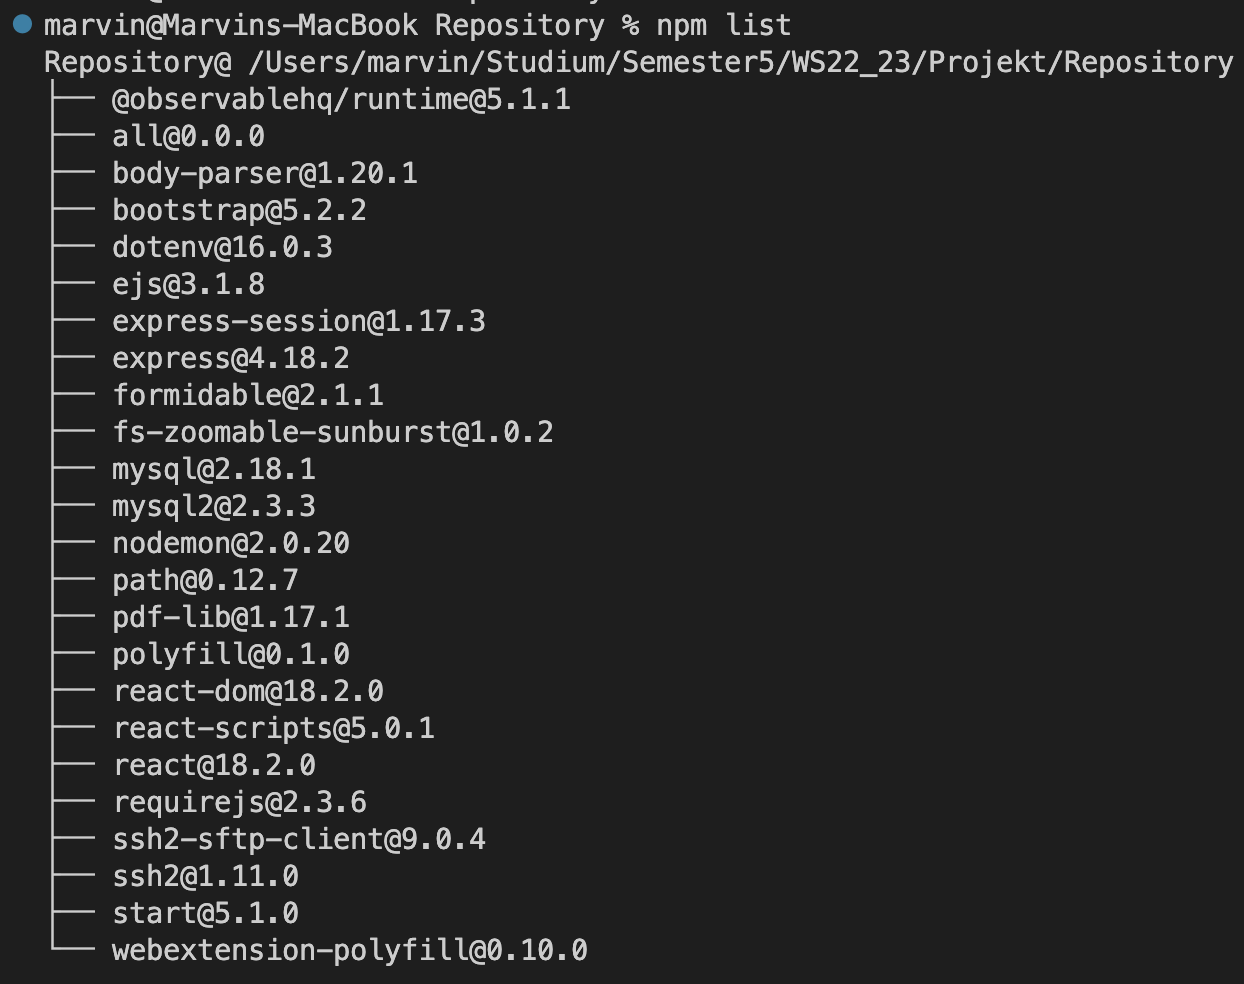 marvin@Marvins-MacBook Repository % npm list
Repository@ /Users/marvin/Studium/Semester5/WS22_23/Projekt/Repository
├── @observablehq/runtime@5.1.1
├── all@0.0.0
├── body-parser@1.20.1
├── bootstrap@5.2.2
├── dotenv@16.0.3
├── ejs@3.1.8
├── express-session@1.17.3
├── express@4.18.2
├── formidable@2.1.1
├── fs-zoomable-sunburst@1.0.2
├── mysql@2.18.1
├── mysql2@2.3.3
├── nodemon@2.0.20
├── path@0.12.7
├── pdf-lib@1.17.1
├── polyfill@0.1.0
├── react-dom@18.2.0
├── react-scripts@5.0.1
├── react@18.2.0
├── requirejs@2.3.6
├── ssh2-sftp-client@9.0.4
├── ssh2@1.11.0
├── start@5.1.0
└── webextension-polyfill@0.10.0